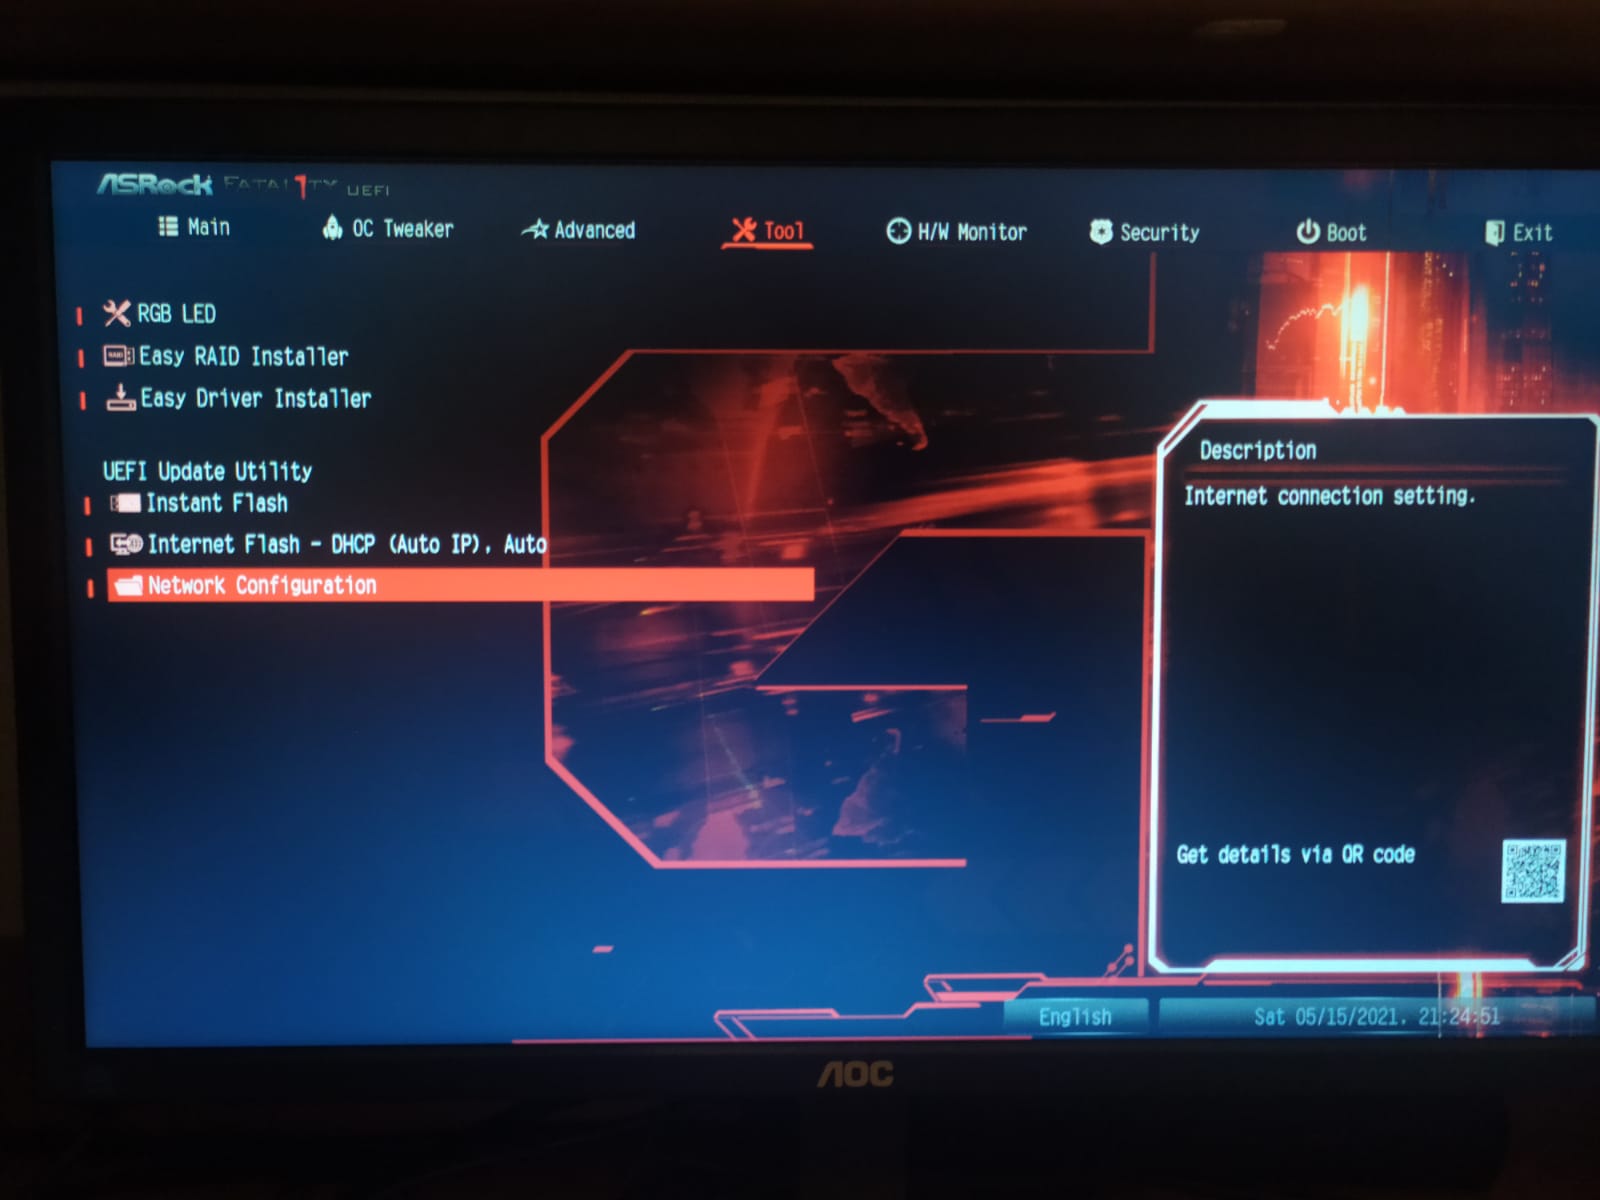 ASRock FATAL1TY UEFI
Main OC Tweaker Advanced Tool H/W Monitor Security Boot Exit
RGB LED
Easy RAID Installer
Easy Driver Installer
UEFI Update Utility
Instant Flash
Internet Flash - DHCP (Auto IP), Auto
Network Configuration
Description
Internet connection setting.
Get details via QR code
English
Sat 05/15/2021, 21:24:51
AOC